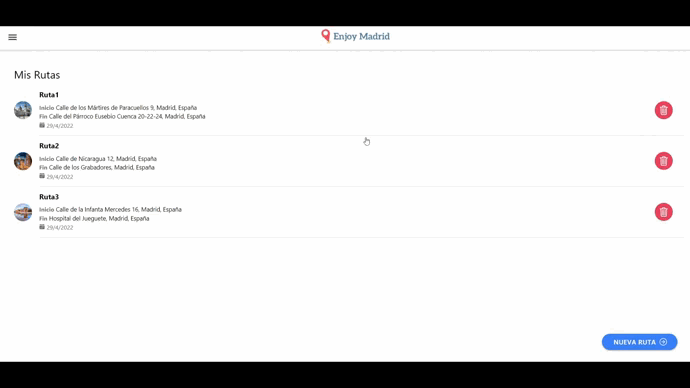 Enjoy Madrid
Mis Rutas
Ruta1
Inicio Calle de los Mártires de Paracuellos 9, Madrid, España
Fin Calle del Párroco Eusebio Cuenca 20-22-24, Madrid, España
29/4/2022
Ruta2
Inicio Calle de Nicaragua 12, Madrid, España
Fin Calle de los Grabadores, Madrid, España
29/4/2022
Ruta3
Inicio Calle de la Infanta Mercedes 16, Madrid, España
Fin Hospital del Jueguete, Madrid, España
29/4/2022
NUEVA RUTA